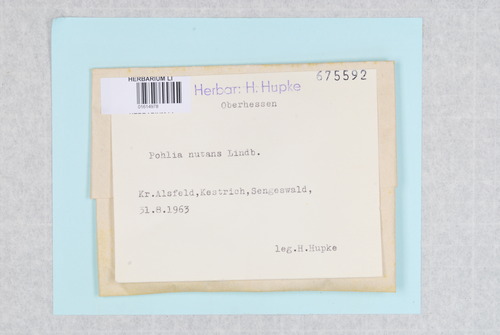 HERBARIUM LI
Herbar: H. Hupke
675592
Oberhessen
Pohlia nutans Lindb.
Kr.Alsfeld,Kestrich,Sengeswald,
31.8.1963
leg.H.Hupke